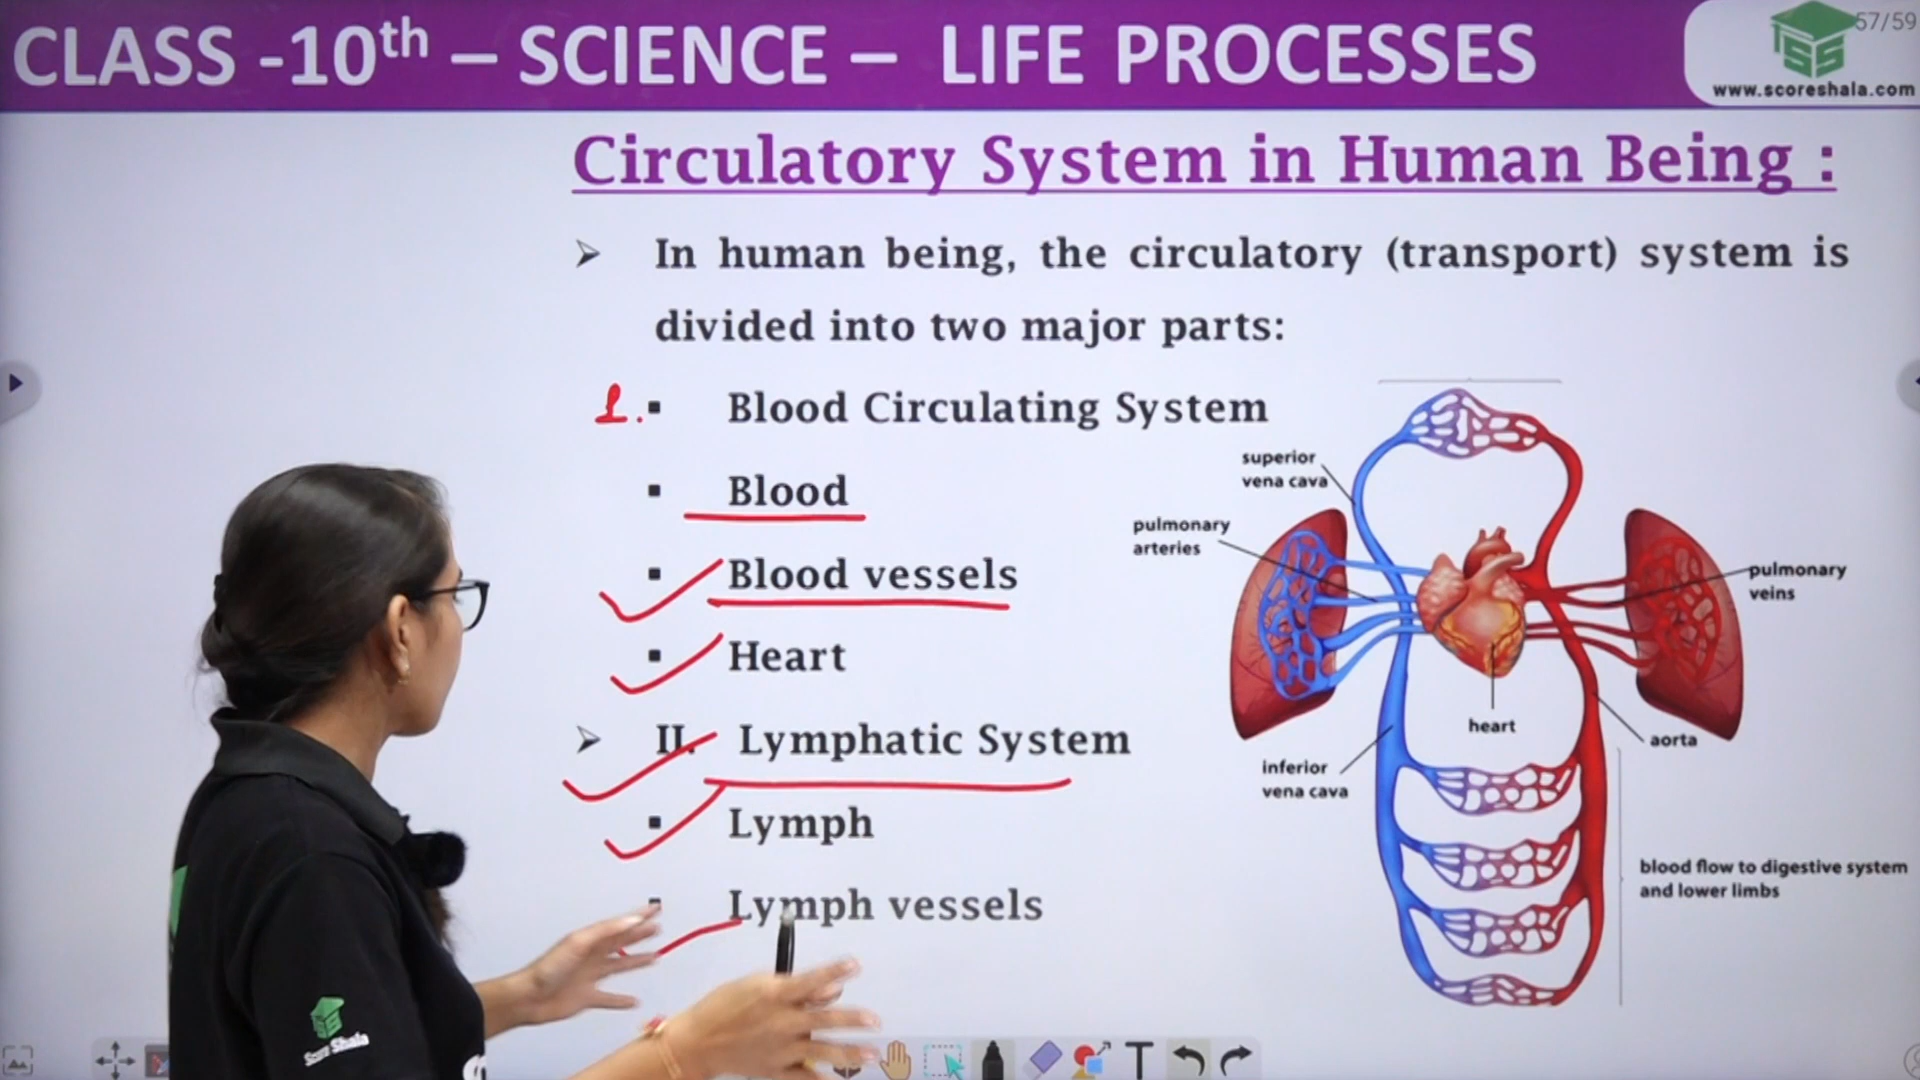 CLASS -10th – SCIENCE – LIFE PROCESSES
57/59
www.scoreshala.com
Circulatory System in Human Being :
➤ In human being, the circulatory (transport) system is
divided into two major parts:
1. ▪ Blood Circulating System
▪ Blood
▪ Blood vessels
▪ Heart
➤ II. Lymphatic System
▪ Lymph
▪ Lymph vessels
superior
vena cava
pulmonary
arteries
pulmonary
veins
heart
aorta
inferior
vena cava
blood flow to digestive system
and lower limbs
Score Shala
T